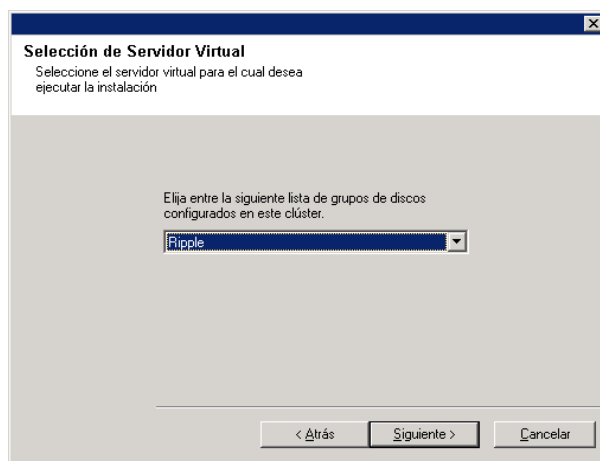 Selección de Servidor Virtual
Seleccione el servidor virtual para el cual desea
ejecutar la instalación
Elija entre la siguiente lista de grupos de discos
configurados en este clúster.
Ripple
< Atrás
Siguiente >
Cancelar